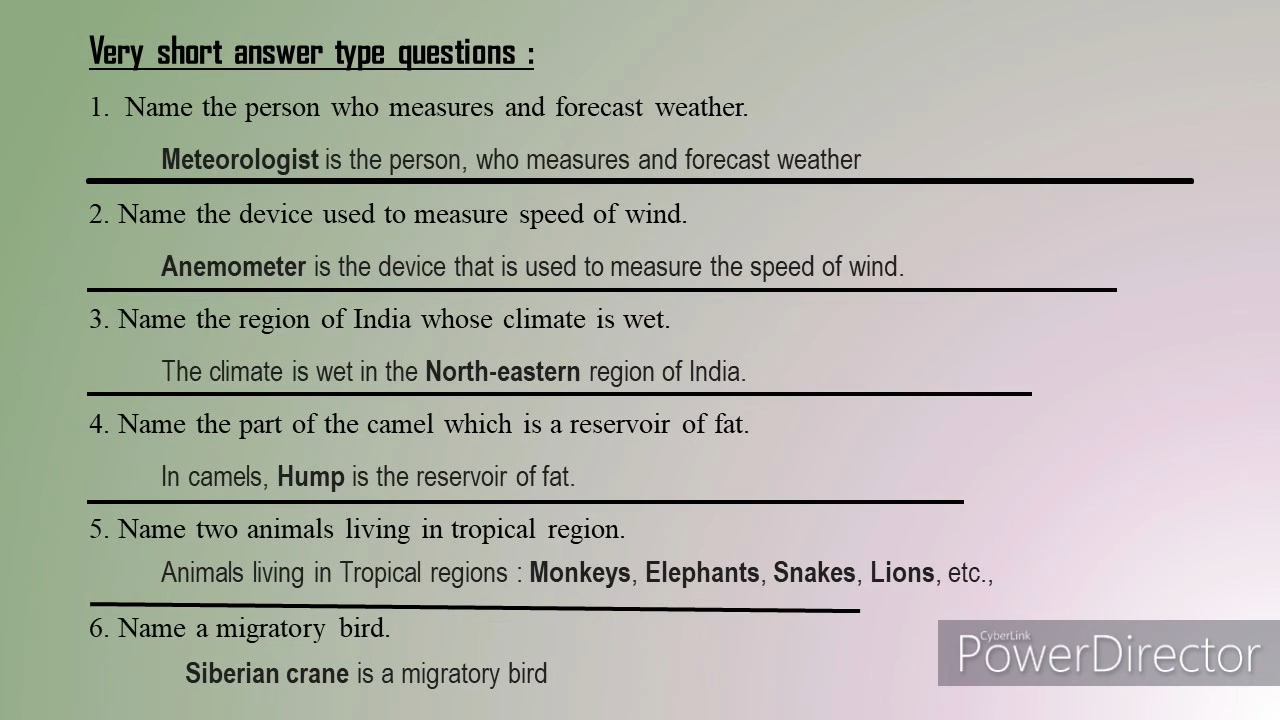 Very short answer type questions :
1. Name the person who measures and forecast weather.
Meteorologist is the person, who measures and forecast weather
2. Name the device used to measure speed of wind.
Anemometer is the device that is used to measure the speed of wind.
3. Name the region of India whose climate is wet.
The climate is wet in the North-eastern region of India.
4. Name the part of the camel which is a reservoir of fat.
In camels, Hump is the reservoir of fat.
5. Name two animals living in tropical region.
Animals living in Tropical regions : Monkeys, Elephants, Snakes, Lions, etc.,
6. Name a migratory bird.
Siberian crane is a migratory bird
CyberLink
PowerDirector